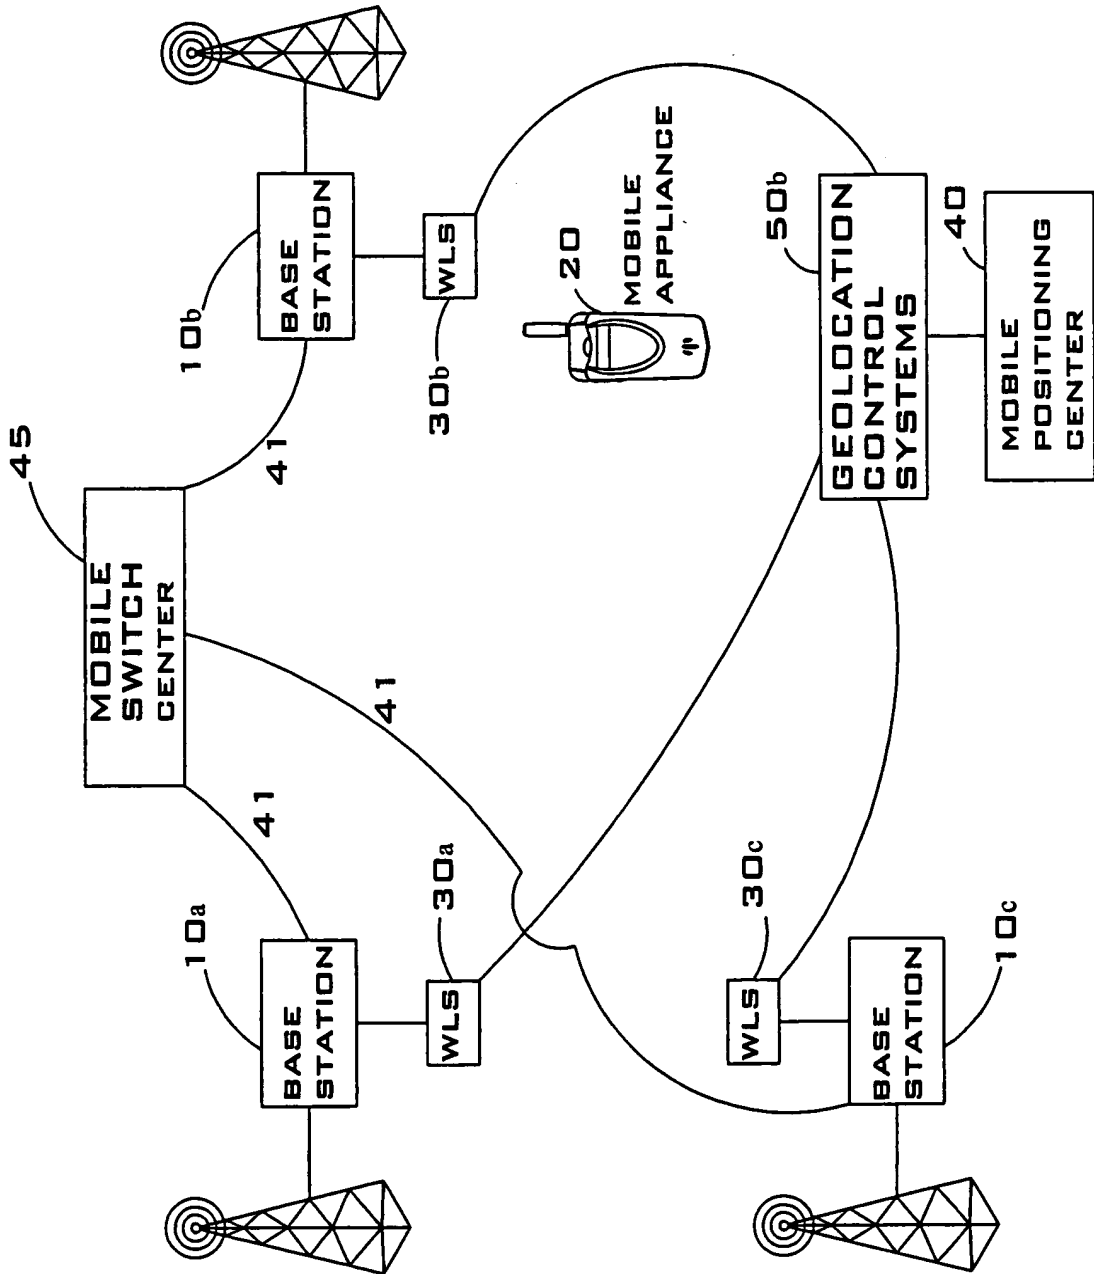 45
MOBILE
SWITCH
CENTER
10a
10b
41
41
BASE
STATION
BASE
STATION
41
30a
30b
WLS
WLS
20
MOBILE
APPLIANCE
WLS
30c
50b
GEOLOCATION
CONTROL
SYSTEMS
BASE
STATION
10c
40
MOBILE
POSITIONING
CENTER